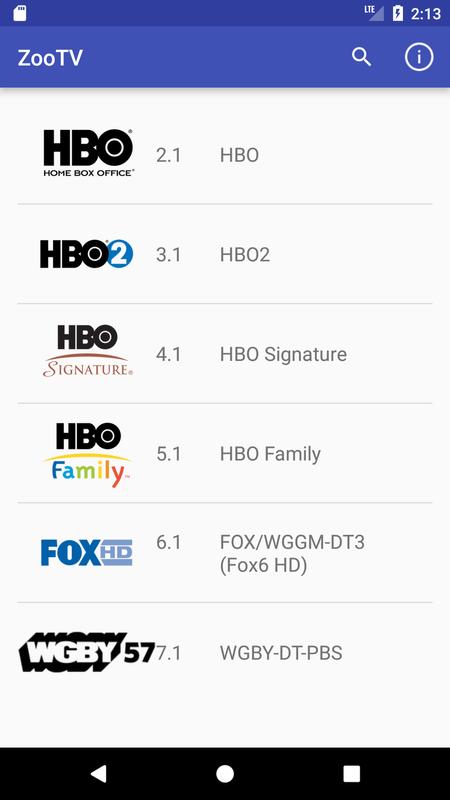 LTE 2:13
ZooTV
HBO®
HOME BOX OFFICE®
2.1 HBO
HBO2
3.1 HBO2
HBO
SIGNATURE®
4.1 HBO Signature
HBO
Family™
5.1 HBO Family
FOX HD
6.1 FOX/WGGM-DT3
(Fox6 HD)
WGBY 57
7.1 WGBY-DT-PBS